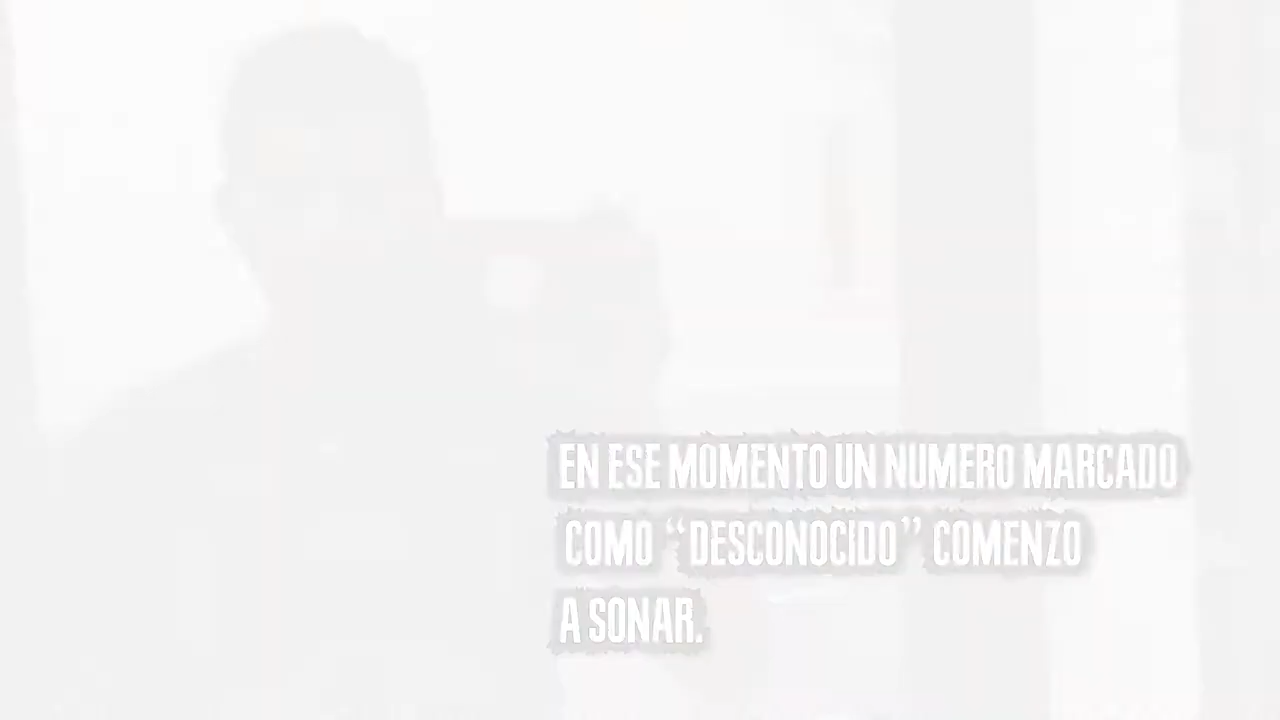 EN ESE MOMENTO UN NUMERO MARCADO
COMO “DESCONOCIDO” COMENZO
A SONAR.